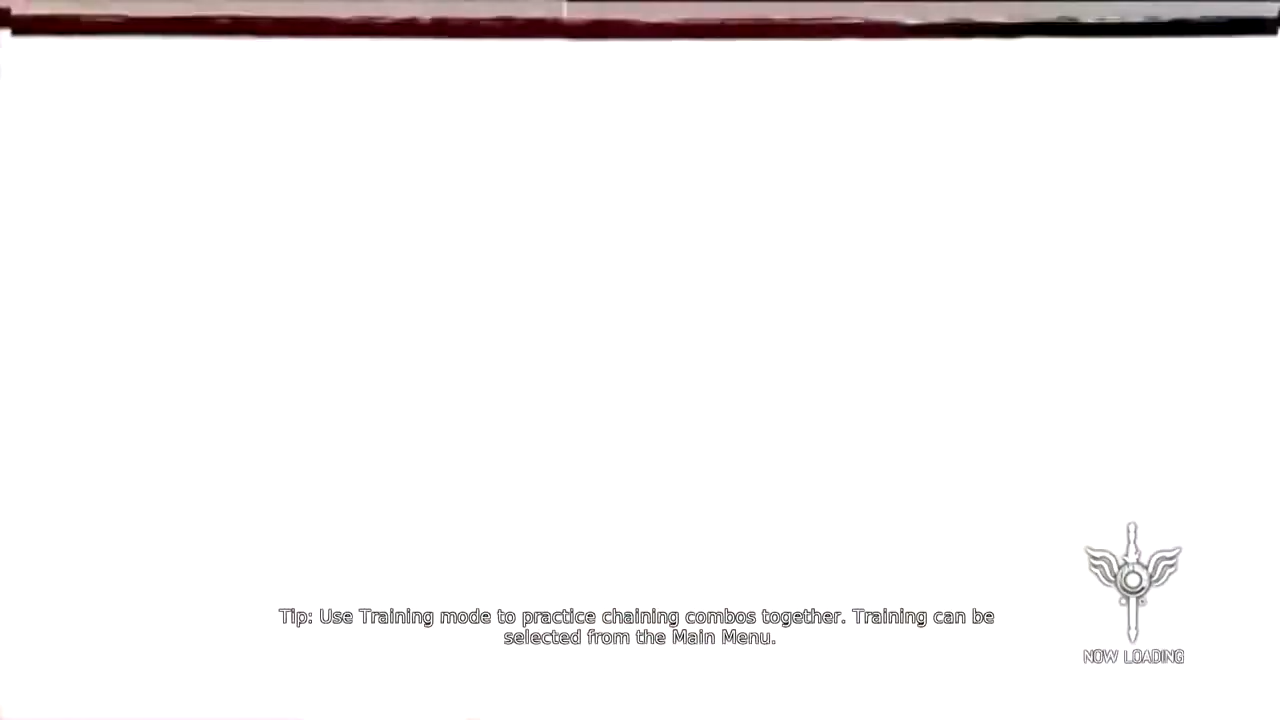 Tip: Use Training mode to practice chaining combos together. Training can be
selected from the Main Menu.
NOW LOADING